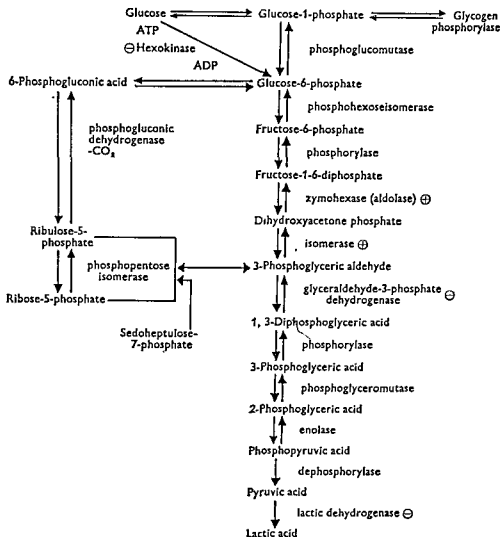 Glucose
Glucose-1-phosphate
Glycogen
phosphorylase
ATP
⊖ Hexokinase
ADP
phosphoglucomutase
6-Phosphogluconic acid
Glucose-6-phosphate
phosphohexoseisomerase
Fructose-6-phosphate
phosphogluconic
dehydrogenase
-CO₂
phosphorylase
Fructose-1-6-diphosphate
zymohexase (aldolase) ⊕
Dihydroxyacetone phosphate
isomerase ⊕
Ribulose-5-
phosphate
phosphopentose
isomerase
3-Phosphoglyceric aldehyde
glyceraldehyde-3-phosphate
dehydrogenase ⊖
Ribose-5-phosphate
Sedoheptulose-
7-phosphate
1, 3-Diphosphoglyceric acid
phosphorylase
3-Phosphoglyceric acid
phosphoglyceromutase
2-Phosphoglyceric acid
enolase
Phosphopyruvic acid
dephosphorylase
Pyruvic acid
lactic dehydrogenase ⊖
Lactic acid